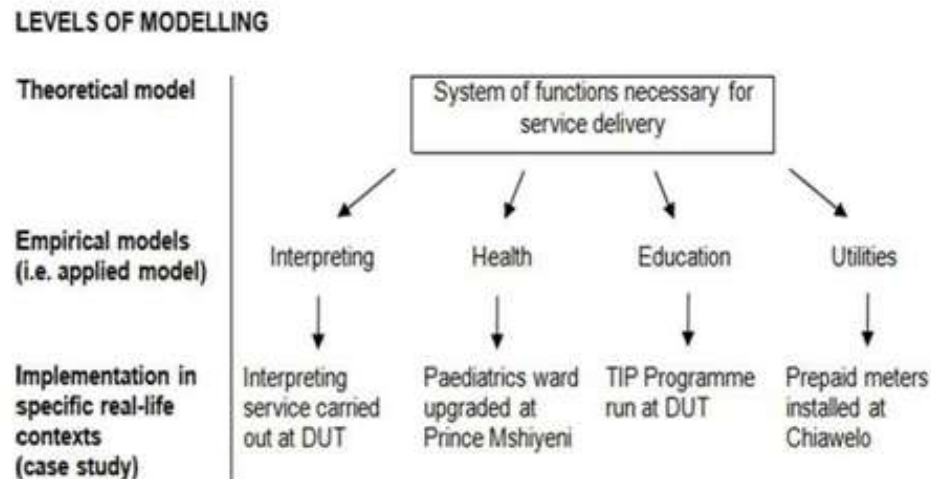 LEVELS OF MODELLING
Theoretical model
System of functions necessary for
service delivery
Empirical models
(i.e. applied model)
Interpreting
Health
Education
Utilities
Implementation in
specific real-life
contexts
(case study)
Interpreting
service carried
out at DUT
Paediatrics ward
upgraded at
Prince Mshiyeni
TIP Programme
run at DUT
Prepaid meters
installed at
Chiawelo